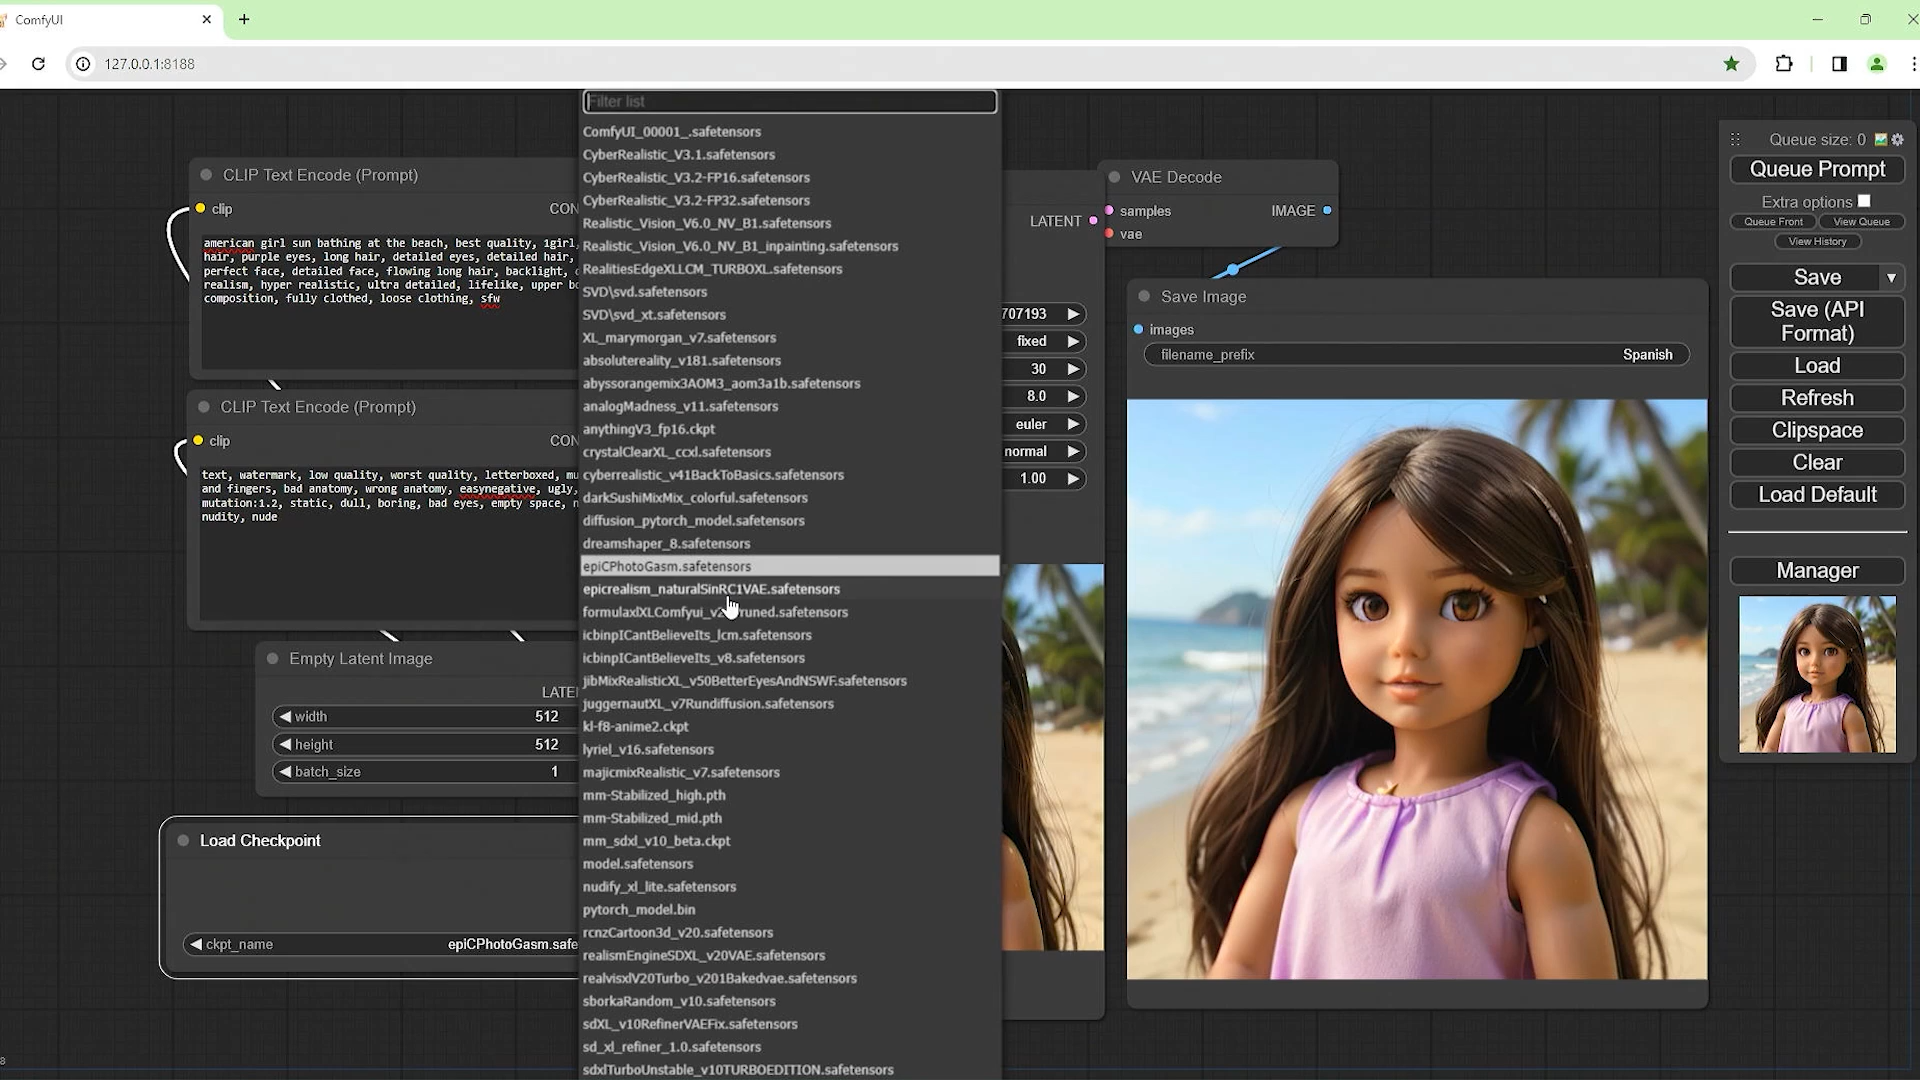 ComfyUI
127.0.0.1:8188
Filter list
ComfyUI_00001_.safetensors
CyberRealistic_V3.1.safetensors
CyberRealistic_V3.2-FP16.safetensors
CyberRealistic_V3.2-FP32.safetensors
Realistic_Vision_V6.0_NV_B1.safetensors
Realistic_Vision_V6.0_NV_B1_inpainting.safetensors
RealitiesEdgeXLLCM_TURBOXL.safetensors
SVD\svd.safetensors
SVD\svd_xt.safetensors
XL_marymorgan_v7.safetensors
absolutereality_v181.safetensors
abyssorangemix3AOM3_aom3a1b.safetensors
analogMadness_v11.safetensors
anythingV3_fp16.ckpt
crystalClearXL_ccxl.safetensors
cyberrealistic_v41BackToBasics.safetensors
darkSushiMixMix_colorful.safetensors
diffusion_pytorch_model.safetensors
dreamshaper_8.safetensors
epiCPhotoGasm.safetensors
epicrealism_naturalSinRC1VAE.safetensors
icbinpICantBelieveIts_lcm.safetensors
icbinpICantBelieveIts_v8.safetensors
jibMixRealisticXL_v50BetterEyesAndNSWF.safetensors
juggernautXL_v7Rundiffusion.safetensors
kl-f8-anime2.ckpt
lyriel_v16.safetensors
majicmixRealistic_v7.safetensors
mm-Stabilized_high.pth
mm-Stabilized_mid.pth
mm_sdxl_v10_beta.ckpt
model.safetensors
nudify_xl_lite.safetensors
pytorch_model.bin
rcnzCartoon3d_v20.safetensors
realismEngineSDXL_v20VAE.safetensors
realvisxlV20Turbo_v201Bakedvae.safetensors
sborkaRandom_v10.safetensors
sdXL_v10RefinerVAEFix.safetensors
sd_xl_refiner_1.0.safetensors
sdxlTurboUnstable_v10TURBOEDITION.safetensors
CLIP Text Encode (Prompt)
clip CON
american girl sun bathing at the beach, best quality, 1girl,
hair, purple eyes, long hair, detailed eyes, detailed hair,
perfect face, detailed face, flowing long hair, backlight,
realism, hyper realistic, ultra detailed, lifelike, upper
composition, fully clothed, loose clothing, sfw
CLIP Text Encode (Prompt)
clip CON
text, watermark, low quality, worst quality, letterboxed,
and fingers, bad anatomy, wrong anatomy, easynegative, ugly,
mutation:1.2, static, dull, boring, bad eyes, empty space,
nudity, nude
Empty Latent Image
LATE
width 512
height 512
batch_size 1
Load Checkpoint
ckpt_name epiCPhotoGasm.safe
LATENT
707193
fixed
30
8.0
euler
normal
1.00
VAE Decode
samples IMAGE
vae
Save Image
images
filename_prefix Spanish
Queue size: 0
Queue Prompt
Extra options
Queue Front View Queue
View History
Save
Save (API
Format)
Load
Refresh
Clipspace
Clear
Load Default
Manager